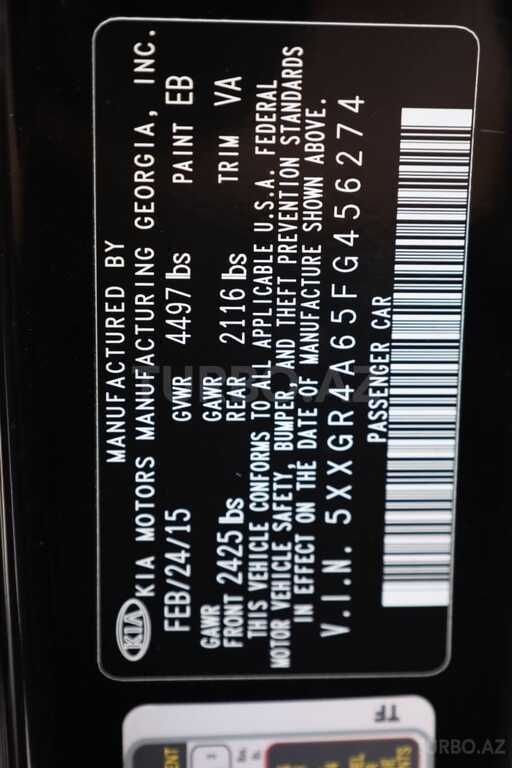 MANUFACTURED BY
KIA KIA MOTORS MANUFACTURING GEORGIA, INC.
FEB/24/15 GVWR 4497 lbs PAINT EB
GAWR GAWR
FRONT 2425 lbs REAR 2116 lbs TRIM VA
THIS VEHICLE CONFORMS TO ALL APPLICABLE U.S.A. FEDERAL
MOTOR VEHICLE SAFETY, BUMPER, AND THEFT PREVENTION STANDARDS
IN EFFECT ON THE DATE OF MANUFACTURE SHOWN ABOVE.
V.I.N. 5XXGR4A65FG456274
PASSENGER CAR
TURBO.AZ
TF
TURBO.AZ